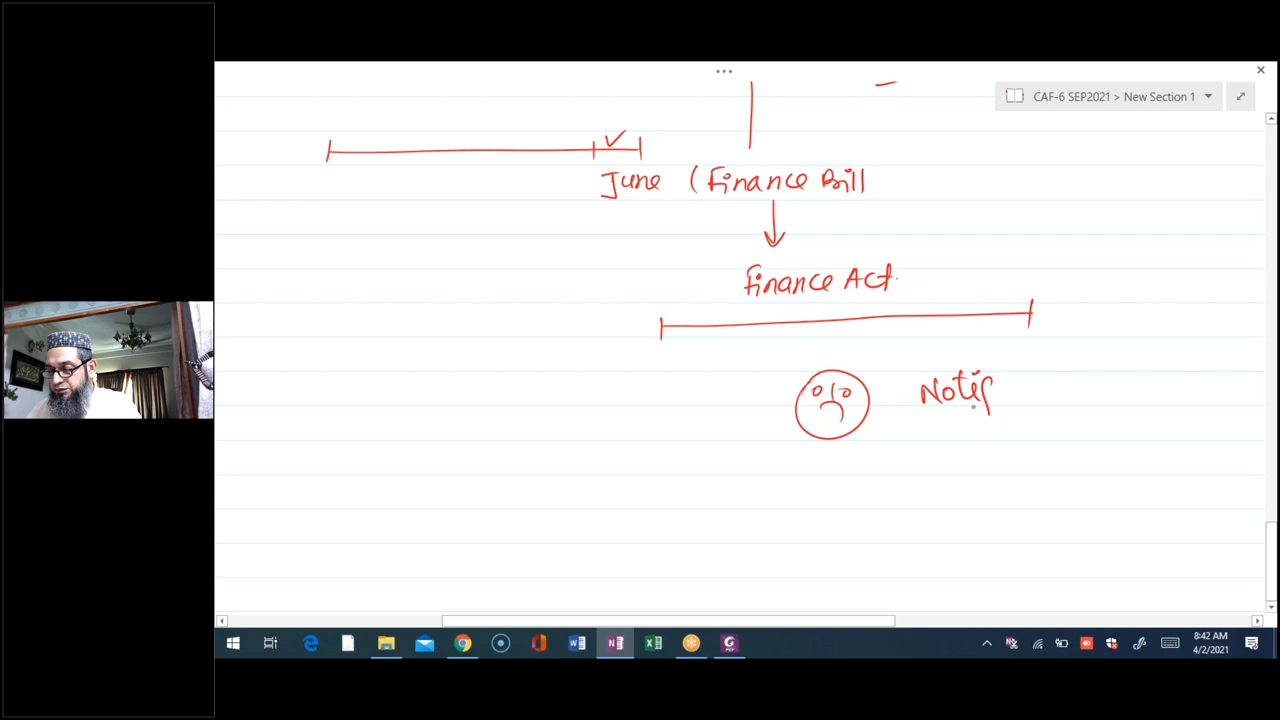 CAF-6 SEP2021 > New Section 1
June (Finance Bill
Finance Act
Notif
8:42 AM
4/2/2021